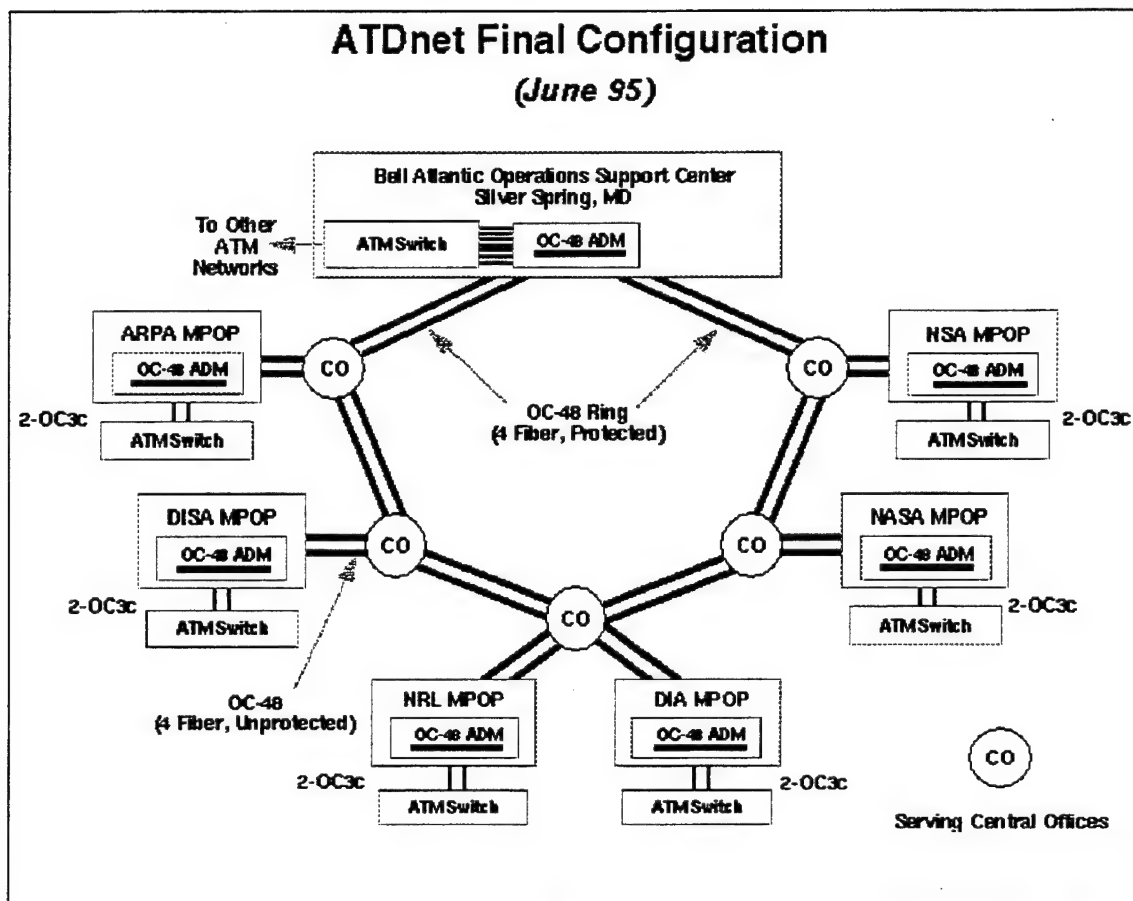 ATDnet Final Configuration
(June 95)
Bell Atlantic Operations Support Center
Silver Spring, MD
To Other
ATM
Networks
ATM Switch
OC-48 ADM
ARPA MPOP
OC-48 ADM
2-OC3c
ATM Switch
CO
OC-48 Ring
(4 Fiber, Protected)
CO
NSA MPOP
OC-48 ADM
2-OC3c
ATM Switch
DISA MPOP
OC-48 ADM
2-OC3c
ATM Switch
CO
CO
NASA MPOP
OC-48 ADM
2-OC3c
ATM Switch
CO
OC-48
(4 Fiber, Unprotected)
NRL MPOP
OC-48 ADM
2-OC3c
ATM Switch
DIA MPOP
OC-48 ADM
2-OC3c
ATM Switch
CO
Serving Central Offices